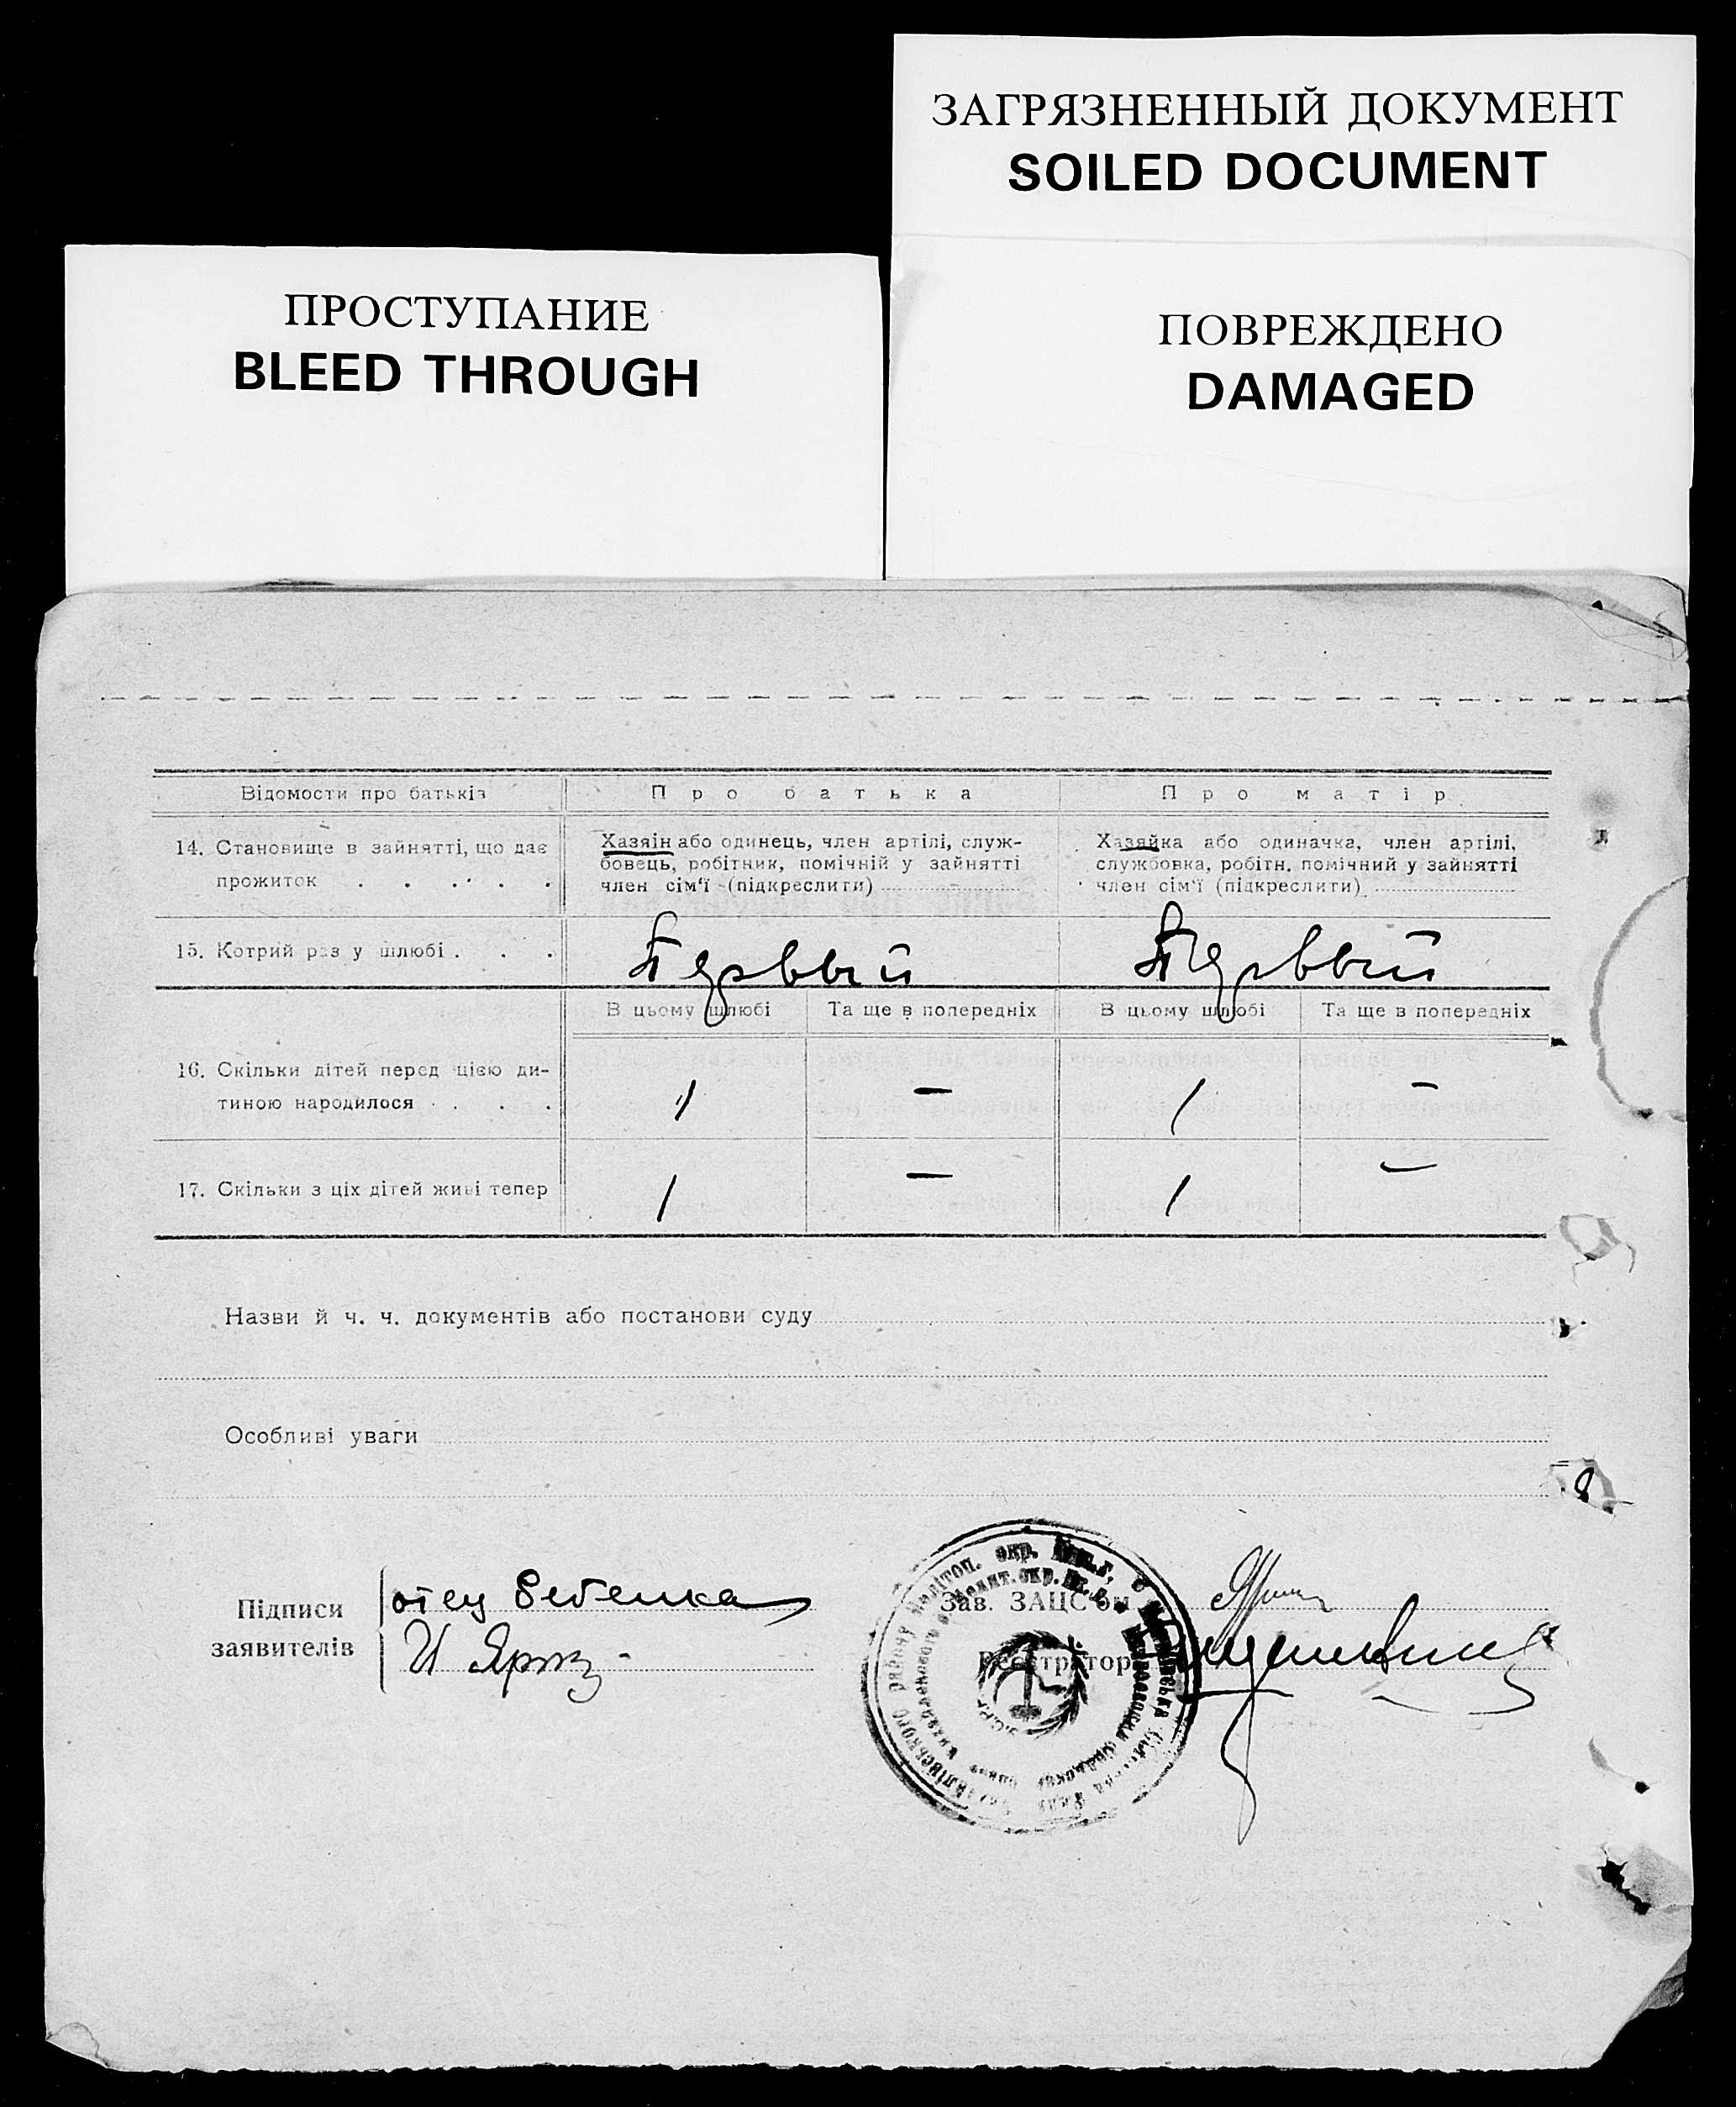 ЗАГРЯЗНЕННЫЙ ДОКУМЕНТ
SOILED DOCUMENT
ПРОСТУПАНИЕ
BLEED THROUGH
ПОВРЕЖДЕНО
DAMAGED
Відомости про батьків
Про батька
Про матір
14. Становище в зайнятті, що дає
прожиток . . . . .
Хазяін або одинець, член артілі, служ-
бовець, робітник, помічній у зайнятті
член сім'ї (підкреслити)
Хазяйка або одиначка, член артілі,
службовка, робітн. помічний у зайнятті
член сім'ї (підкреслити)
15. Котрий раз у шлюбі . . .
Первый
Первый
В цьому шлюбі
Та ще в попередніх
В цьому шлюбі
Та ще в попередніх
16. Скільки дітей перед цією ди-
тиною народилося . . . .
1 — 1 —
17. Скільки з ціх дітей живі тепер
1 — 1 —
Назви й ч. ч. документів або постанови суду
Особливі уваги
Підписи
заявителів
отец ребенка
И
Зав. ЗАЦС'ом
Реєстратор